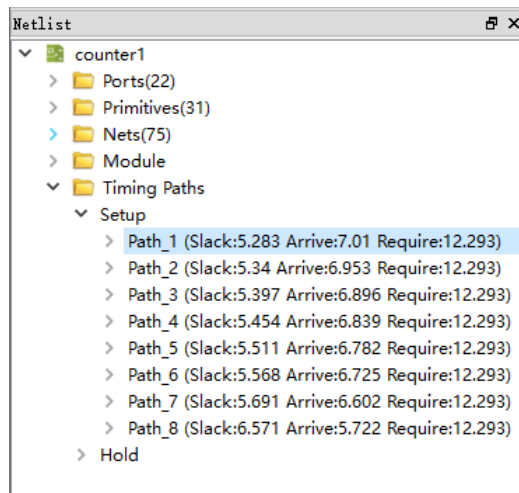 Netlist
counter1
Ports(22)
Primitives(31)
Nets(75)
Module
Timing Paths
Setup
Path_1 (Slack:5.283 Arrive:7.01 Require:12.293)
Path_2 (Slack:5.34 Arrive:6.953 Require:12.293)
Path_3 (Slack:5.397 Arrive:6.896 Require:12.293)
Path_4 (Slack:5.454 Arrive:6.839 Require:12.293)
Path_5 (Slack:5.511 Arrive:6.782 Require:12.293)
Path_6 (Slack:5.568 Arrive:6.725 Require:12.293)
Path_7 (Slack:5.691 Arrive:6.602 Require:12.293)
Path_8 (Slack:6.571 Arrive:5.722 Require:12.293)
Hold